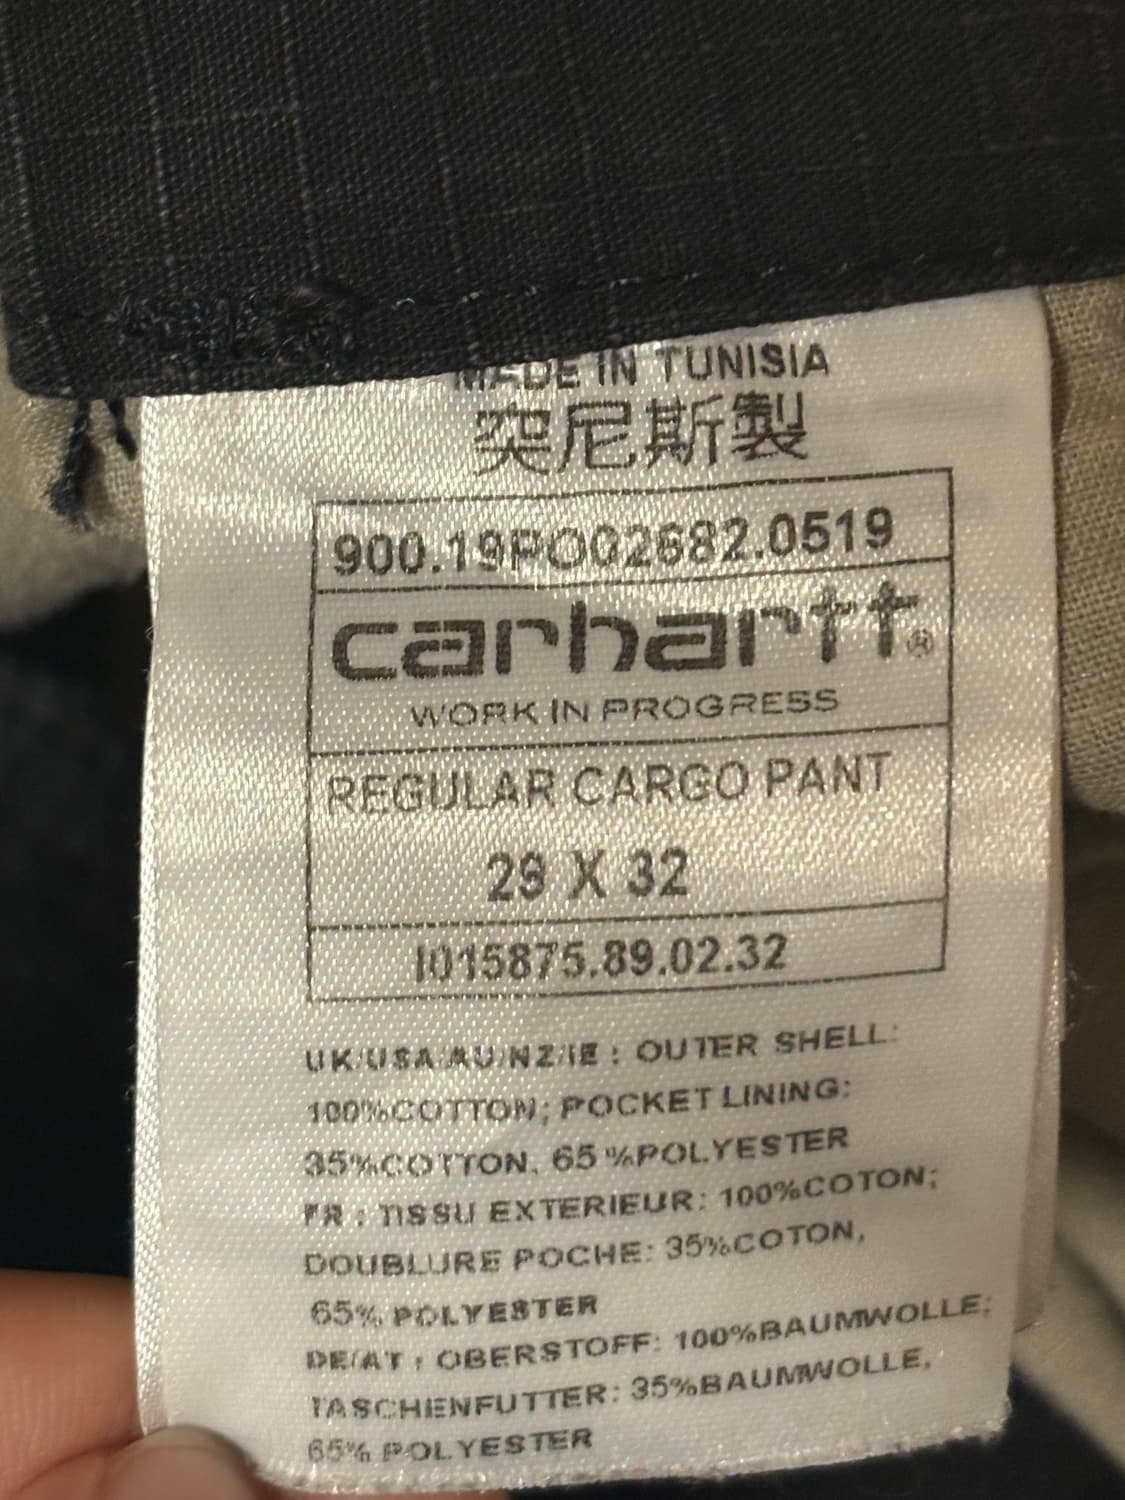 MADE IN TUNISIA
突尼斯製
900.19PO02682.0519
carhartt®
WORK IN PROGRESS
REGULAR CARGO PANT
29 X 32
I015875.89.02.32
UK/USA/AU/NZ/IE : OUTER SHELL:
100%COTTON; POCKET LINING:
35%COTTON, 65%POLYESTER
FR : TISSU EXTERIEUR: 100%COTON;
DOUBLURE POCHE: 35%COTON,
65% POLYESTER
DE/AT : OBERSTOFF: 100%BAUMWOLLE;
TASCHENFUTTER: 35%BAUMWOLLE,
65% POLYESTER